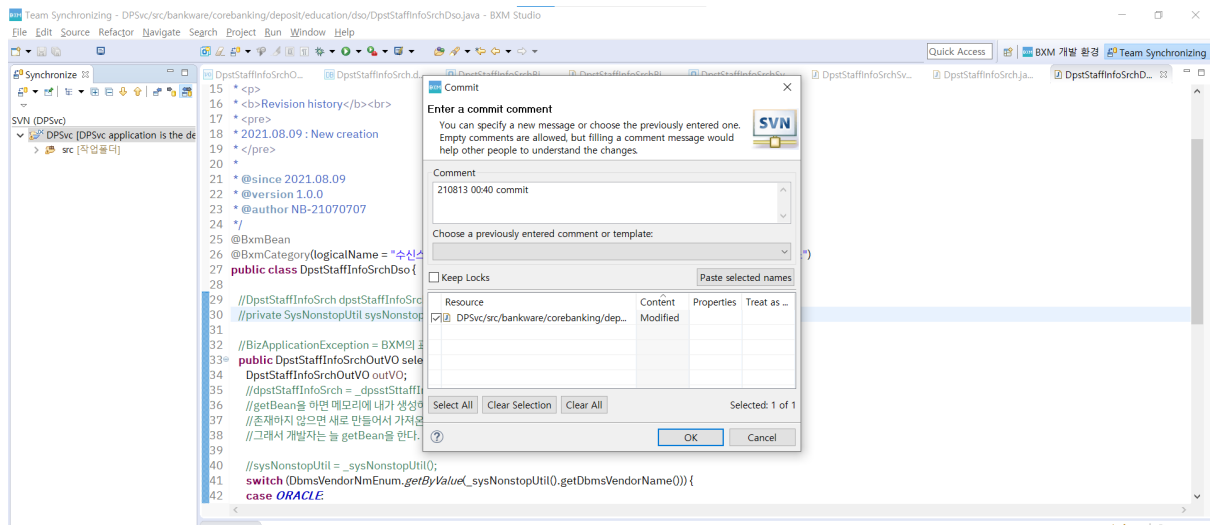 Team Synchronizing - DPSvc/src/bankware/corebanking/deposit/education/dso/DpstStaffInfoSrchDso.java - BXM Studio
File Edit Source Refactor Navigate Search Project Run Window Help
Quick Access BXM 개발 환경 Team Synchronizing
Synchronize
DpstStaffInfoSrchO... DpstStaffInfoSrch.d... DpstStaffInfoSrchBi... DpstStaffInfoSrchBI... DpstStaffInfoSrchSv... DpstStaffInfoSrchSv... DpstStaffInfoSrch.ja... DpstStaffInfoSrchD...
SVN (DPSvc)
DPSvc [DPSvc application is the de
src [작업폴더]
15 * <p>
16 * <b>Revision history</b><br>
17 * <pre>
18 * 2021.08.09 : New creation
19 * </pre>
20 *
21 * @since 2021.08.09
22 * @version 1.0.0
23 * @author NB-21070707
24 */
25 @BxmBean
26 @BxmCategory(logicalName = "수신스 ")
27 public class DpstStaffInfoSrchDso {
28
29 //DpstStaffInfoSrch dpstStaffInfoSrc
30 //private SysNonstopUtil sysNonstop
31
32 //BizApplicationException = BXM의
33 public DpstStaffInfoSrchOutVO sele
34 DpstStaffInfoSrchOutVO outVO;
35 //dpstStaffInfoSrch = _dpsstSttaffI
36 //getBean을 하면 메모리에 내가 생성
37 //존재하지 않으면 새로 만들어서 가져온
38 //그래서 개발자는 늘 getBean을 한다.
39
40 //sysNonstopUtil = _sysNonstopUtil();
41 switch (DbmsVendorNmEnum.getByValue(_sysNonstopUtil().getDbmsVendorName())) {
42 case ORACLE:
Commit
Enter a commit comment
You can specify a new message or choose the previously entered one.
Empty comments are allowed, but filling a comment message would
help other people to understand the changes.
SVN
Comment
210813 00:40 commit
Choose a previously entered comment or template:
Keep Locks Paste selected names
Resource Content Properties Treat as ...
DPSvc/src/bankware/corebanking/dep... Modified
Select All Clear Selection Clear All Selected: 1 of 1
OK Cancel